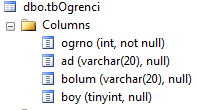 dbo.tbOgrenci
Columns
ogrno (int, not null)
ad (varchar(20), null)
bolum (varchar(20), null)
boy (tinyint, null)